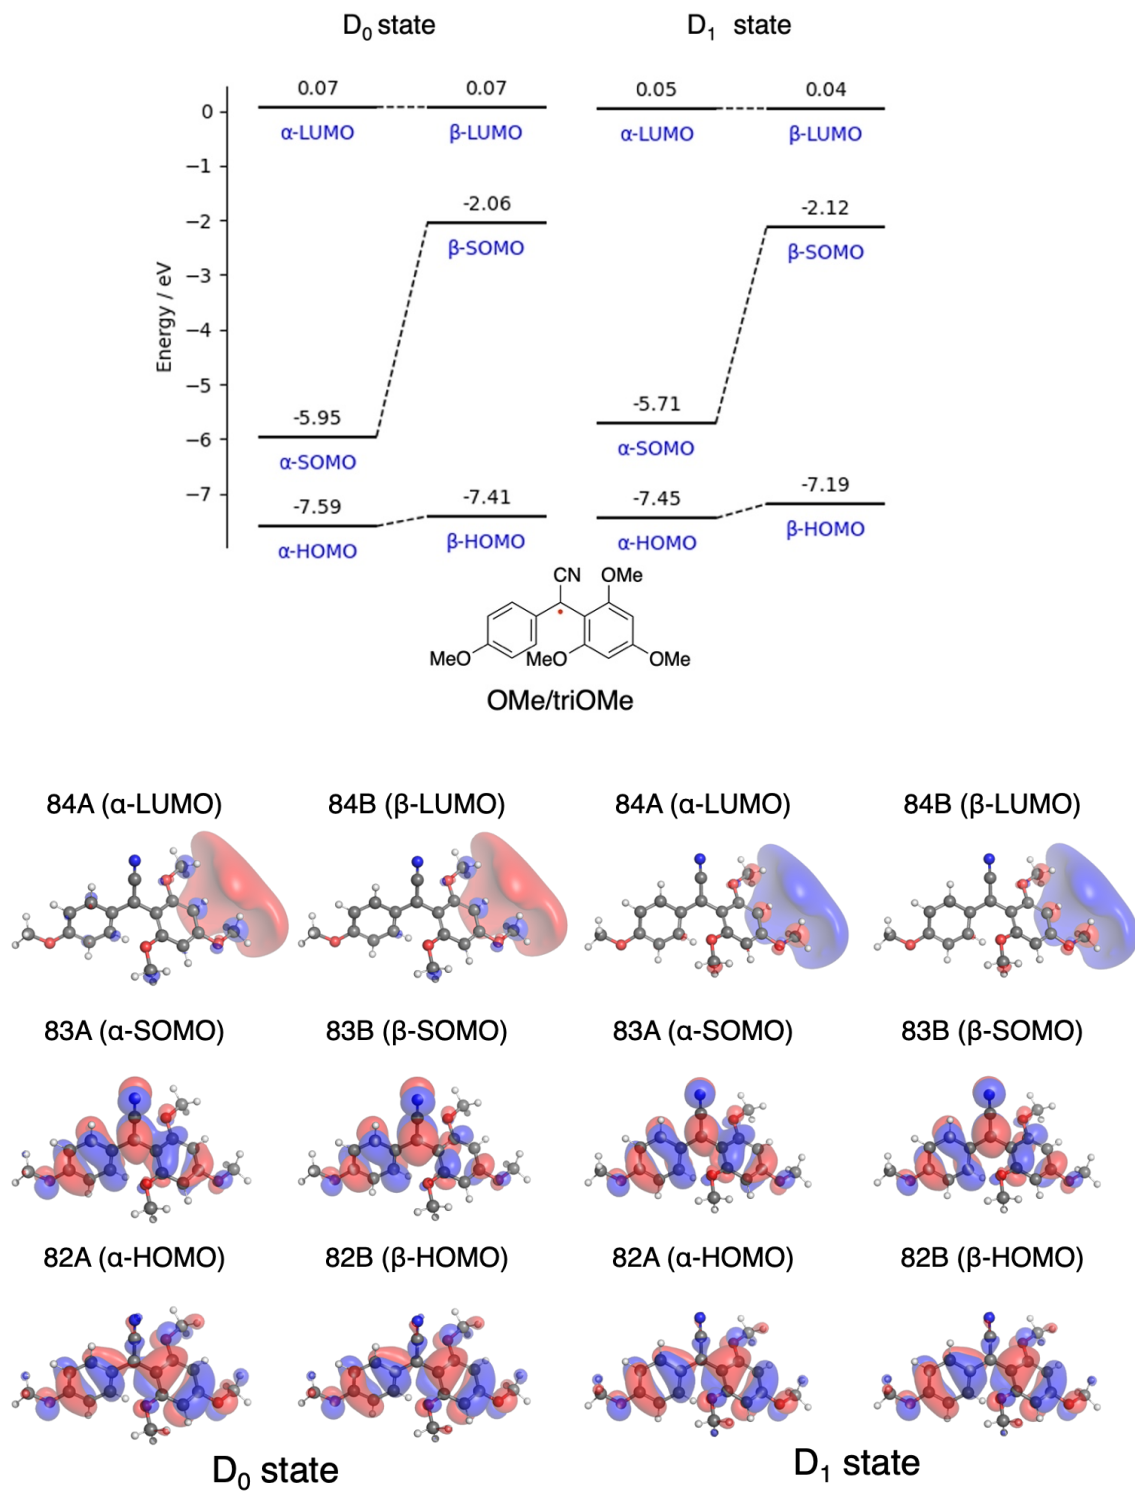 D₀ state D₁ state
0.07 0.07 0.05 0.04
0
α-LUMO β-LUMO α-LUMO β-LUMO
−1
-2.06 -2.12
−2
β-SOMO β-SOMO
−3
Energy / eV
−4
−5
-5.95 -5.71
−6
α-SOMO α-SOMO
-7.59 -7.41 -7.45 -7.19
−7
α-HOMO β-HOMO α-HOMO β-HOMO
CN OMe
MeO MeO OMe
OMe/triOMe
84A (α-LUMO) 84B (β-LUMO) 84A (α-LUMO) 84B (β-LUMO)
83A (α-SOMO) 83B (β-SOMO) 83A (α-SOMO) 83B (β-SOMO)
82A (α-HOMO) 82B (β-HOMO) 82A (α-HOMO) 82B (β-HOMO)
D₀ state D₁ state